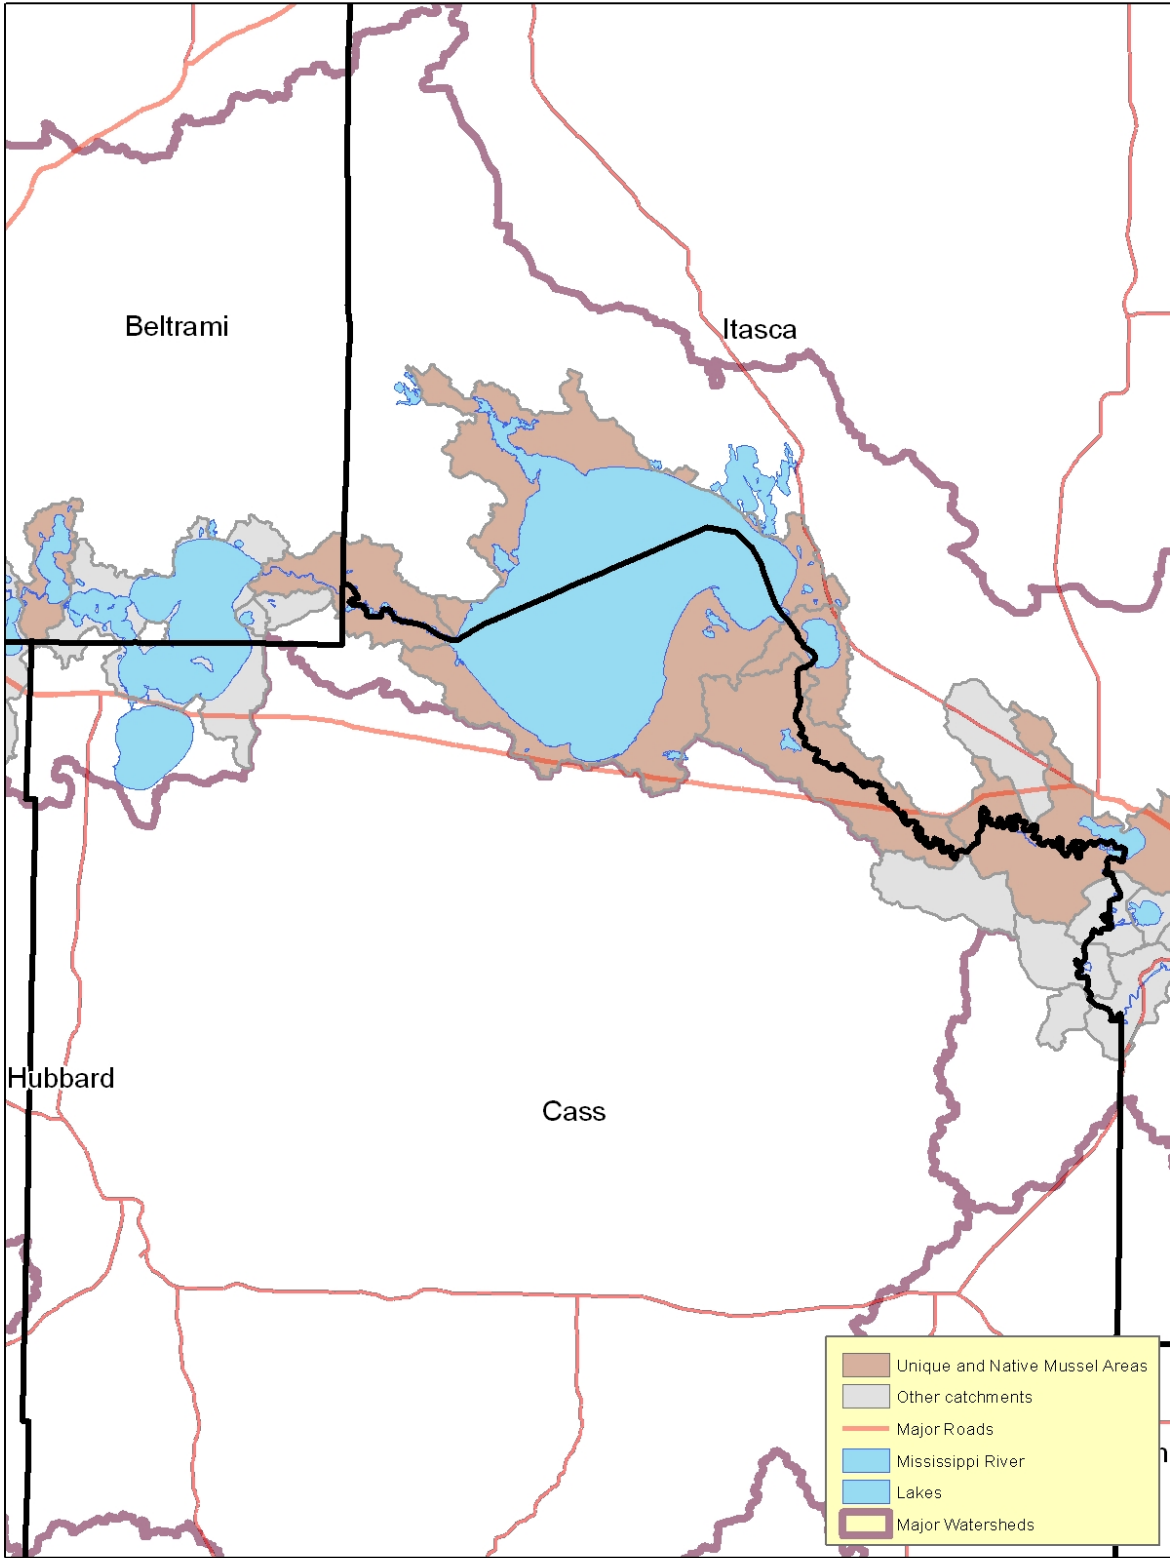 Beltrami
Itasca
Hubbard
Cass
Unique and Native Mussel Areas
Other catchments
Major Roads
Mississippi River
Lakes
Major Watersheds